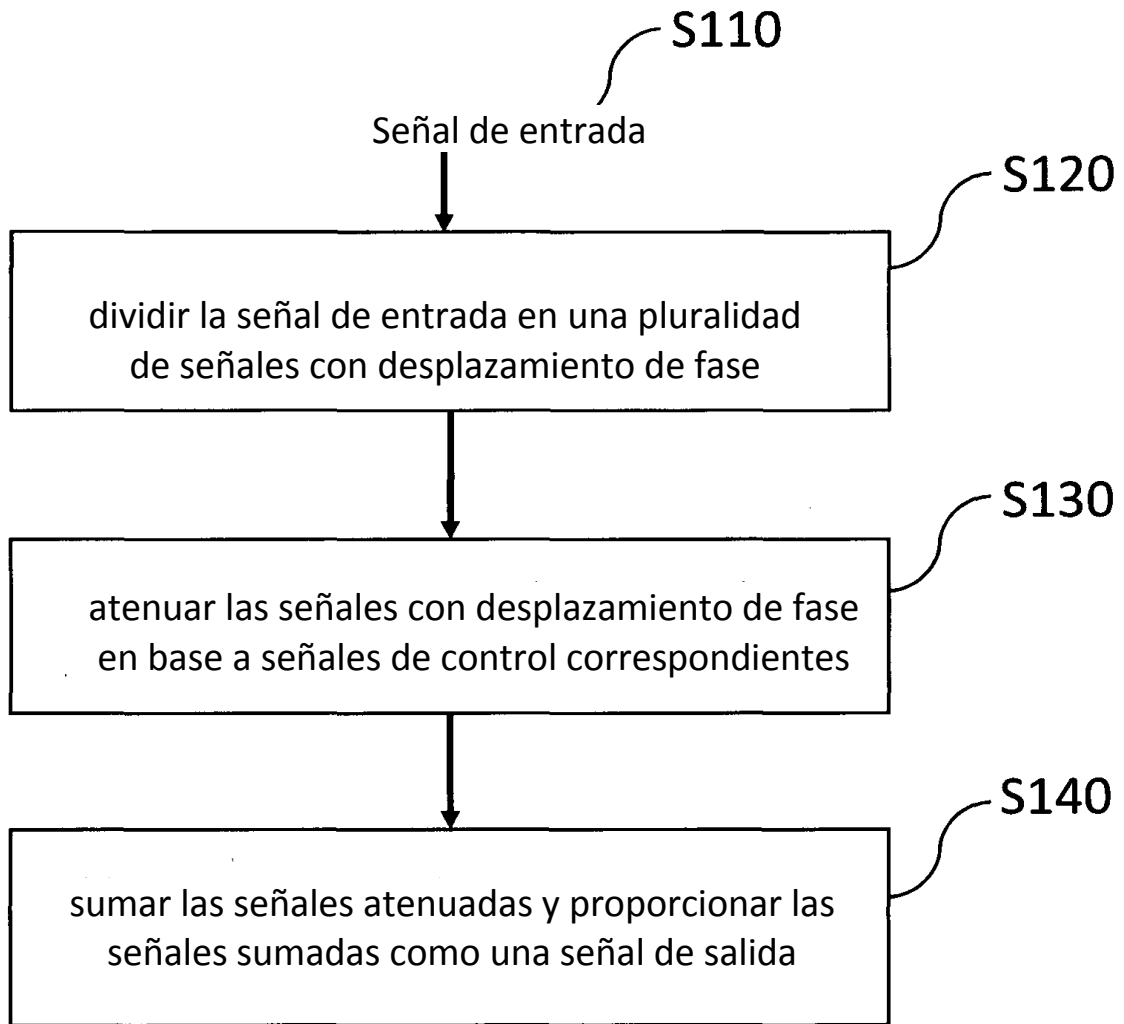 S110
Señal de entrada
S120
dividir la señal de entrada en una pluralidad
de señales con desplazamiento de fase
S130
atenuar las señales con desplazamiento de fase
en base a señales de control correspondientes
S140
sumar las señales atenuadas y proporcionar las
señales sumadas como una señal de salida